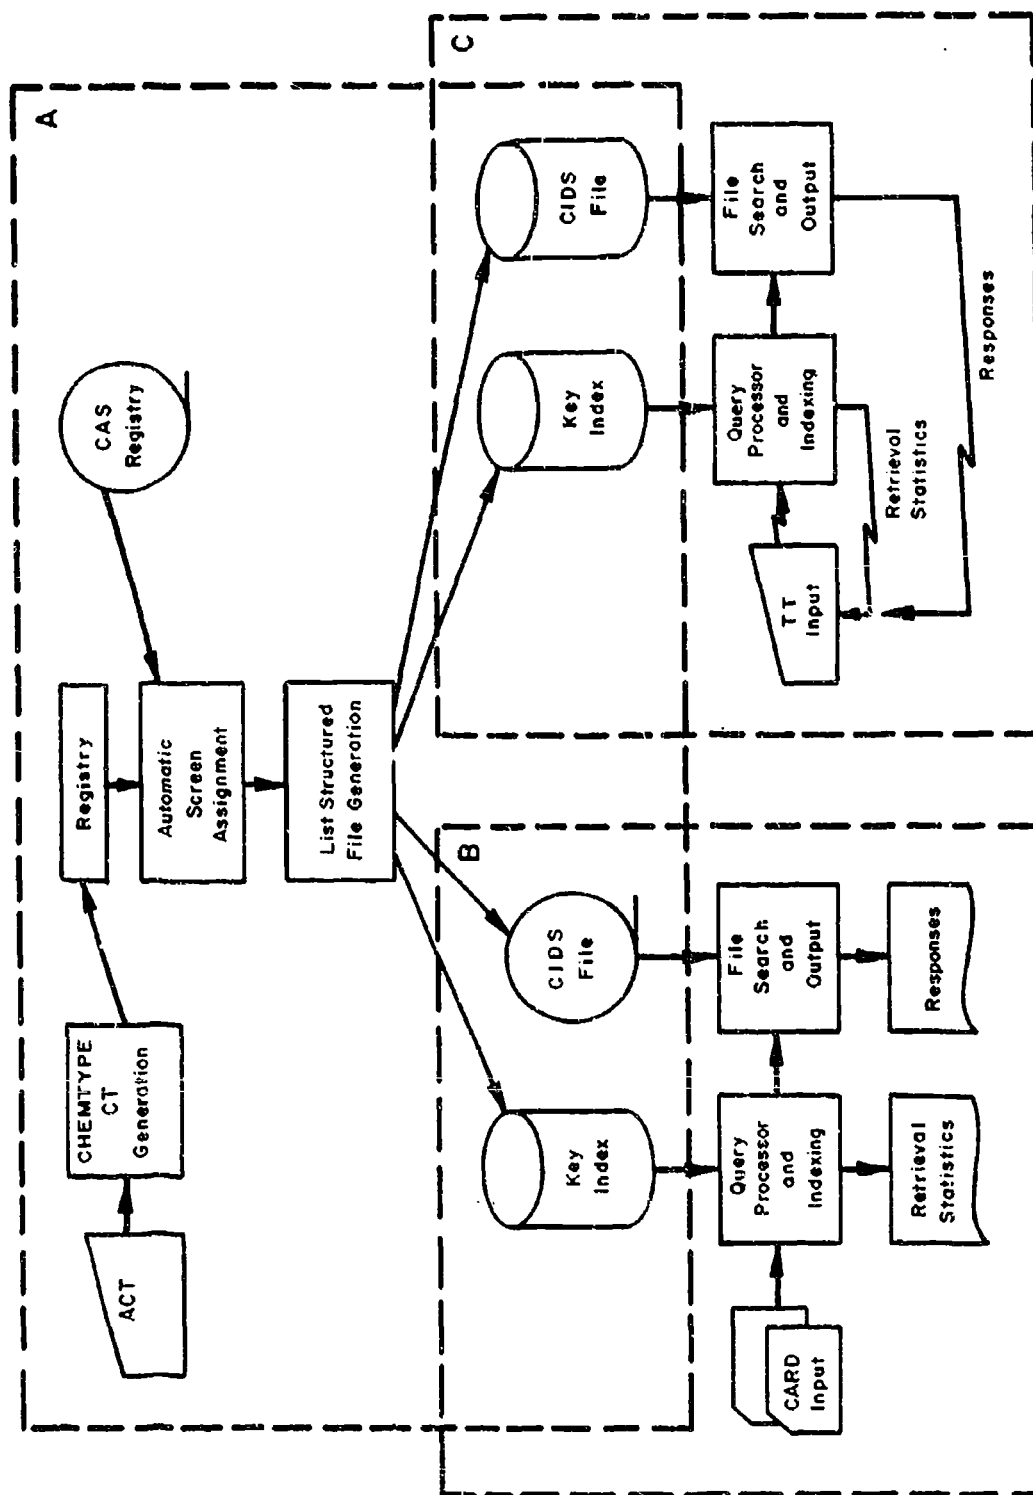 A
ACT
CHEMTYPE
CT
Generation
Registry
CAS
Registry
Automatic
Screen
Assignment
List Structured
File Generation
B
Key
Index
CIDS
File
CARD
Input
Query
Processor
and
Indexing
File
Search
and
Output
Retrieval
Statistics
Responses
C
Key
Index
CIDS
File
TT
Input
Query
Processor
and
Indexing
File
Search
and
Output
Retrieval
Statistics
Responses